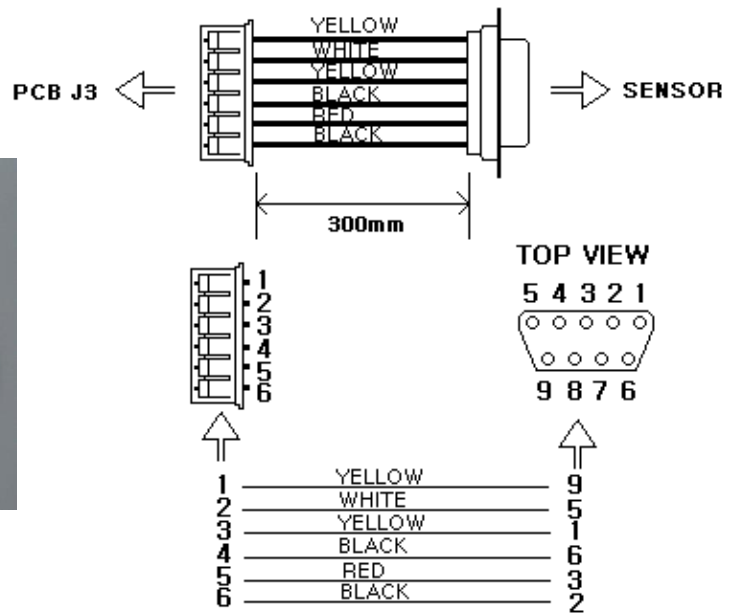 YELLOW
WHITE
YELLOW
BLACK
RED
BLACK
PCB J3
SENSOR
300mm
TOP VIEW
1
2
3
4
5
6
5 4 3 2 1
9 8 7 6
1 YELLOW 9
2 WHITE 5
3 YELLOW 1
4 BLACK 6
5 RED 3
6 BLACK 2